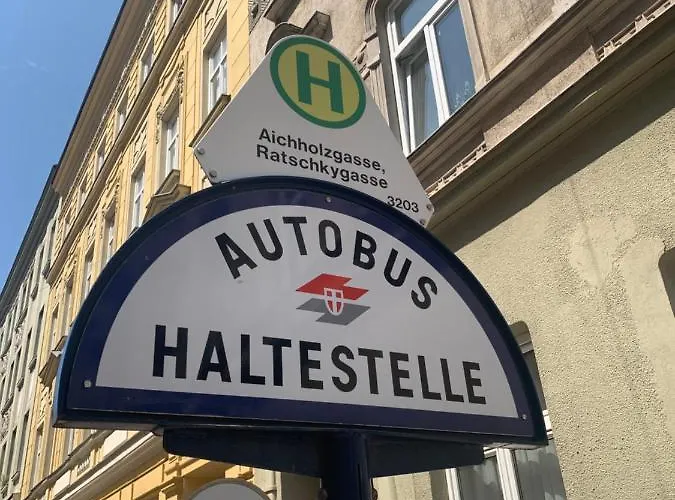 H
Aichholzgasse,
Ratschkygasse
3203
AUTOBUS
HALTESTELLE